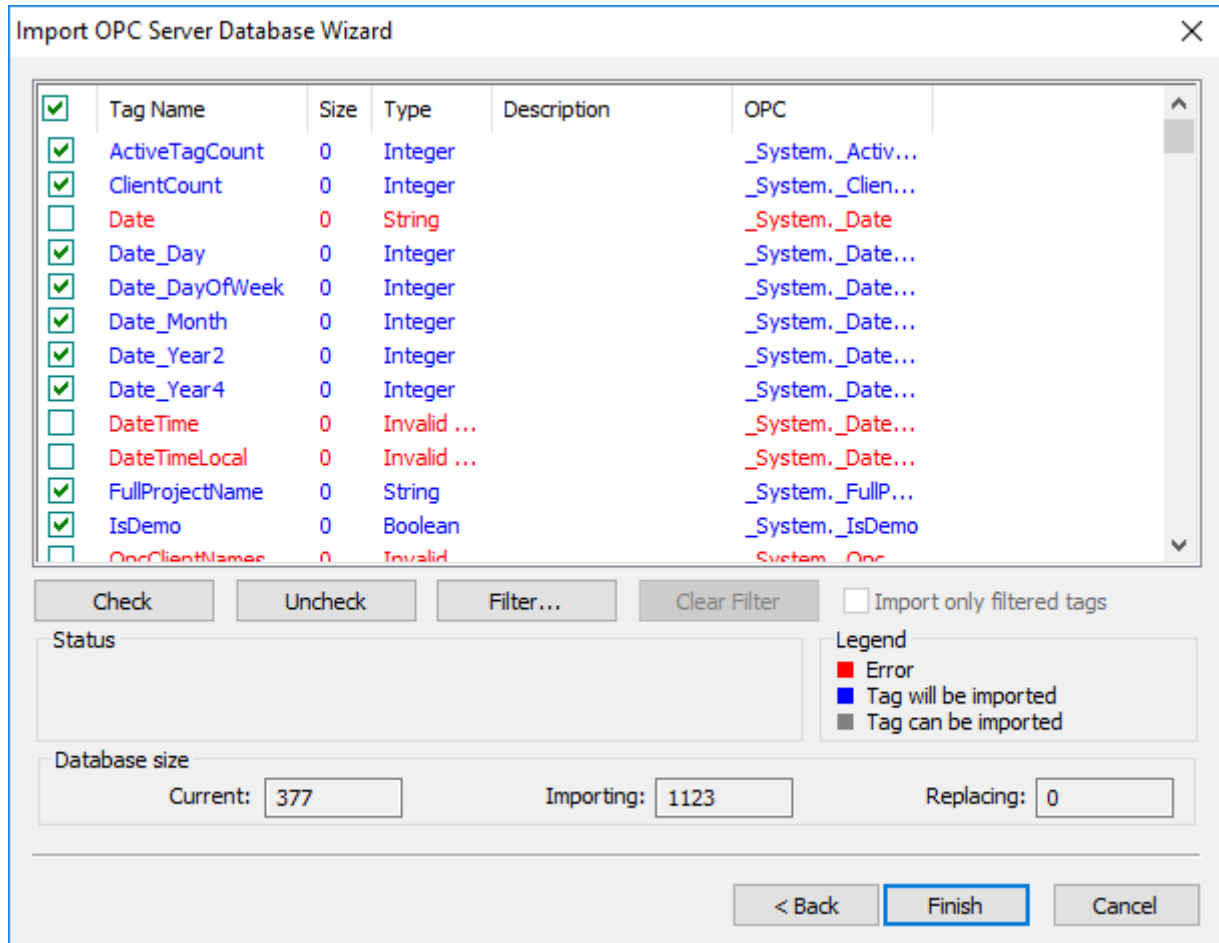 Import OPC Server Database Wizard
Tag Name Size Type Description OPC
ActiveTagCount 0 Integer _System._Activ...
ClientCount 0 Integer _System._Clien...
Date 0 String _System._Date
Date_Day 0 Integer _System._Date...
Date_DayOfWeek 0 Integer _System._Date...
Date_Month 0 Integer _System._Date...
Date_Year2 0 Integer _System._Date...
Date_Year4 0 Integer _System._Date...
DateTime 0 Invalid ... _System._Date...
DateTimeLocal 0 Invalid ... _System._Date...
FullProjectName 0 String _System._FullP...
IsDemo 0 Boolean _System._IsDemo
OpcClientNames 0 Invalid _System._Opc
Check Uncheck Filter... Clear Filter Import only filtered tags
Status Legend
Error
Tag will be imported
Tag can be imported
Database size
Current: 377 Importing: 1123 Replacing: 0
< Back Finish Cancel